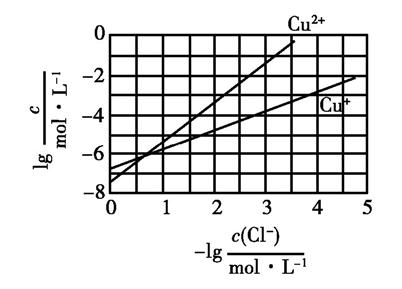 Cu²⁺
0
−2
−4
−6
−8
lg c/mol·L⁻¹
Cu⁺
0 1 2 3 4 5
−lg c(Cl⁻)/mol·L⁻¹